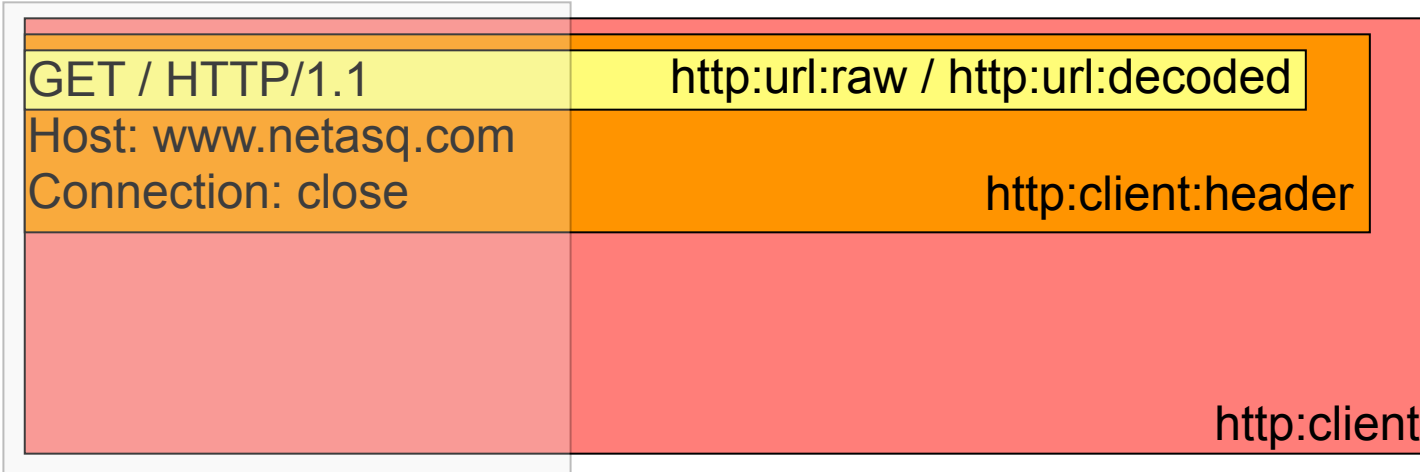 GET / HTTP/1.1 http:url:raw / http:url:decoded
Host: www.netasq.com
Connection: close http:client:header
http:client